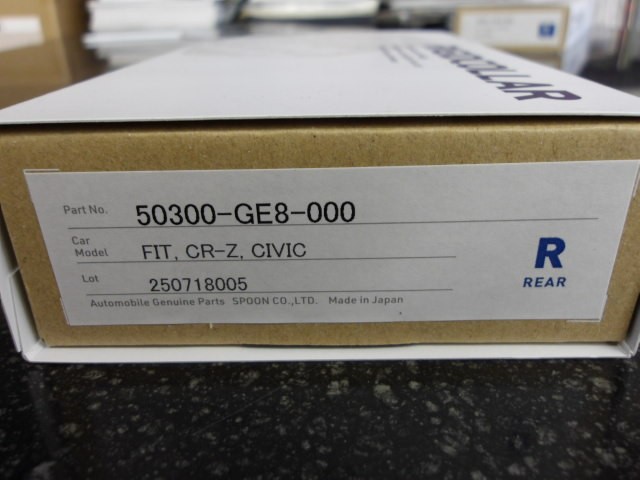 RIGICOLLAR
Part No. 50300-GE8-000
Car Model FIT, CR-Z, CIVIC
Lot 250718005
Automobile Genuine Parts SPOON CO.,LTD. Made in Japan
R
REAR